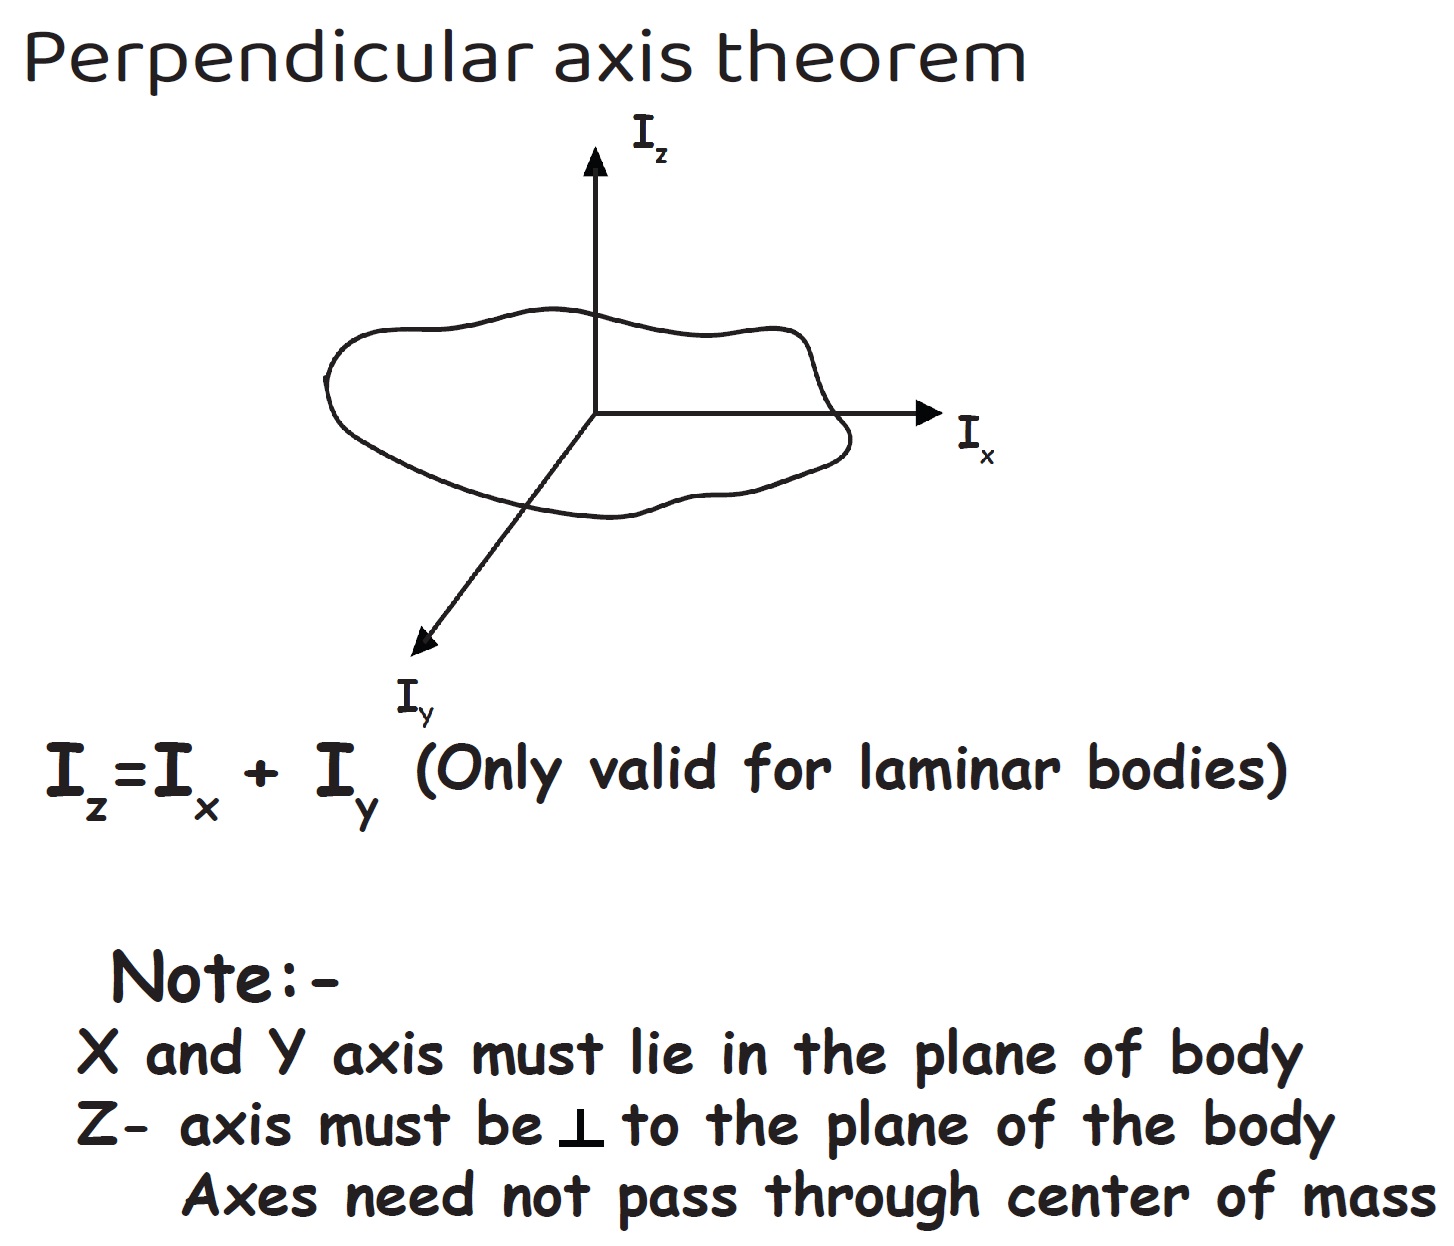 Perpendicular axis theorem
I_z
I_x
I_y
I_z=I_x + I_y (Only valid for laminar bodies)
Note:-
X and Y axis must lie in the plane of body
Z- axis must be ⊥ to the plane of the body
Axes need not pass through center of mass